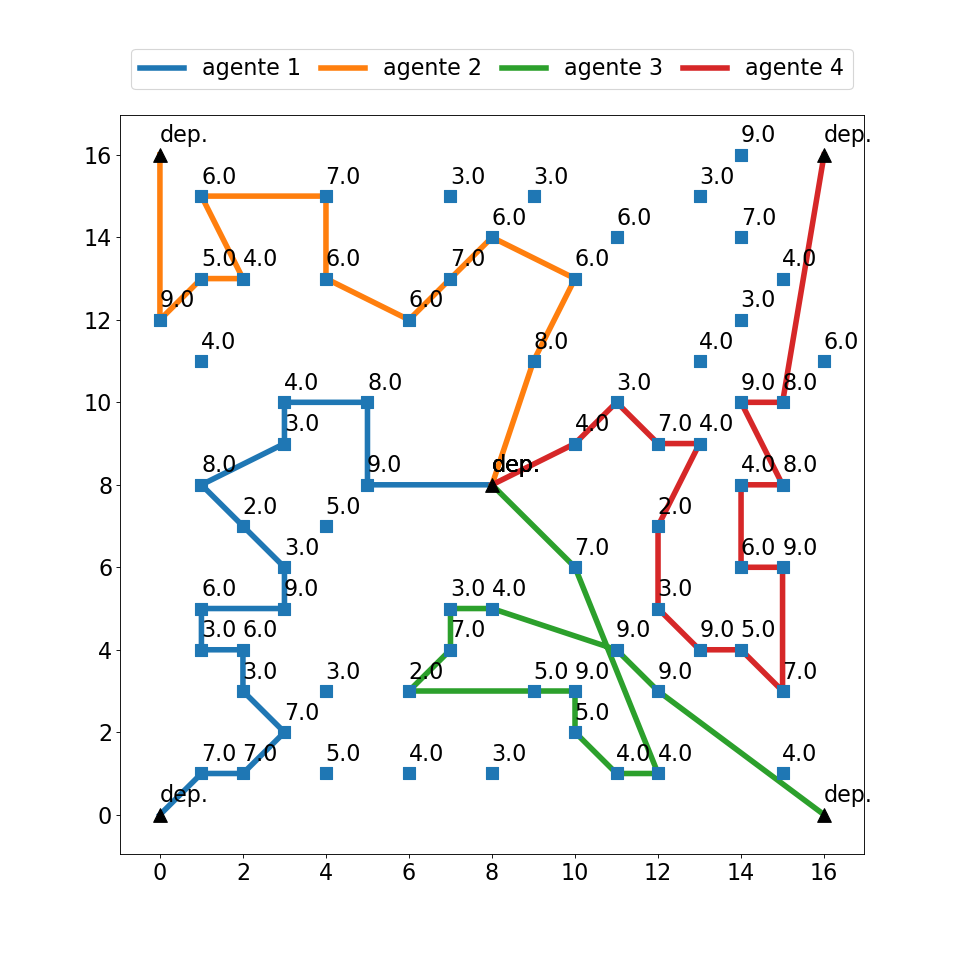 agente 1 agente 2 agente 3 agente 4
9.0
dep. dep.
16
6.0 7.0 3.0 3.0 3.0
6.0 6.0 7.0
14
5.0 4.0 6.0 7.0 6.0 4.0
9.0 6.0 3.0
12
4.0 8.0 4.0 6.0
4.0 8.0 3.0 9.0 8.0
10
3.0 4.0 7.0 4.0
8.0 9.0 dep. 4.0 8.0
8
2.0 5.0 2.0
3.0 7.0 6.0 9.0
6
6.0 9.0 3.0 4.0 3.0
3.0 6.0 7.0 9.0 9.0 5.0
4
3.0 3.0 2.0 5.0 9.0 9.0 7.0
7.0 5.0
2
7.0 7.0 5.0 4.0 3.0 4.0 4.0 4.0
dep. dep.
0
0 2 4 6 8 10 12 14 16